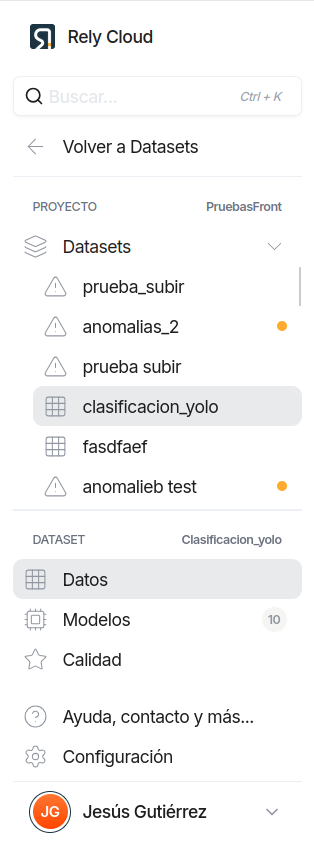 Rely Cloud
Buscar... Ctrl + K
Volver a Datasets
PROYECTO PruebasFront
Datasets
prueba_subir
anomalias_2
prueba subir
clasificacion_yolo
fasdfaef
anomalieb test
DATASET Clasificacion_yolo
Datos
Modelos 10
Calidad
Ayuda, contacto y más...
Configuración
JG Jesús Gutiérrez